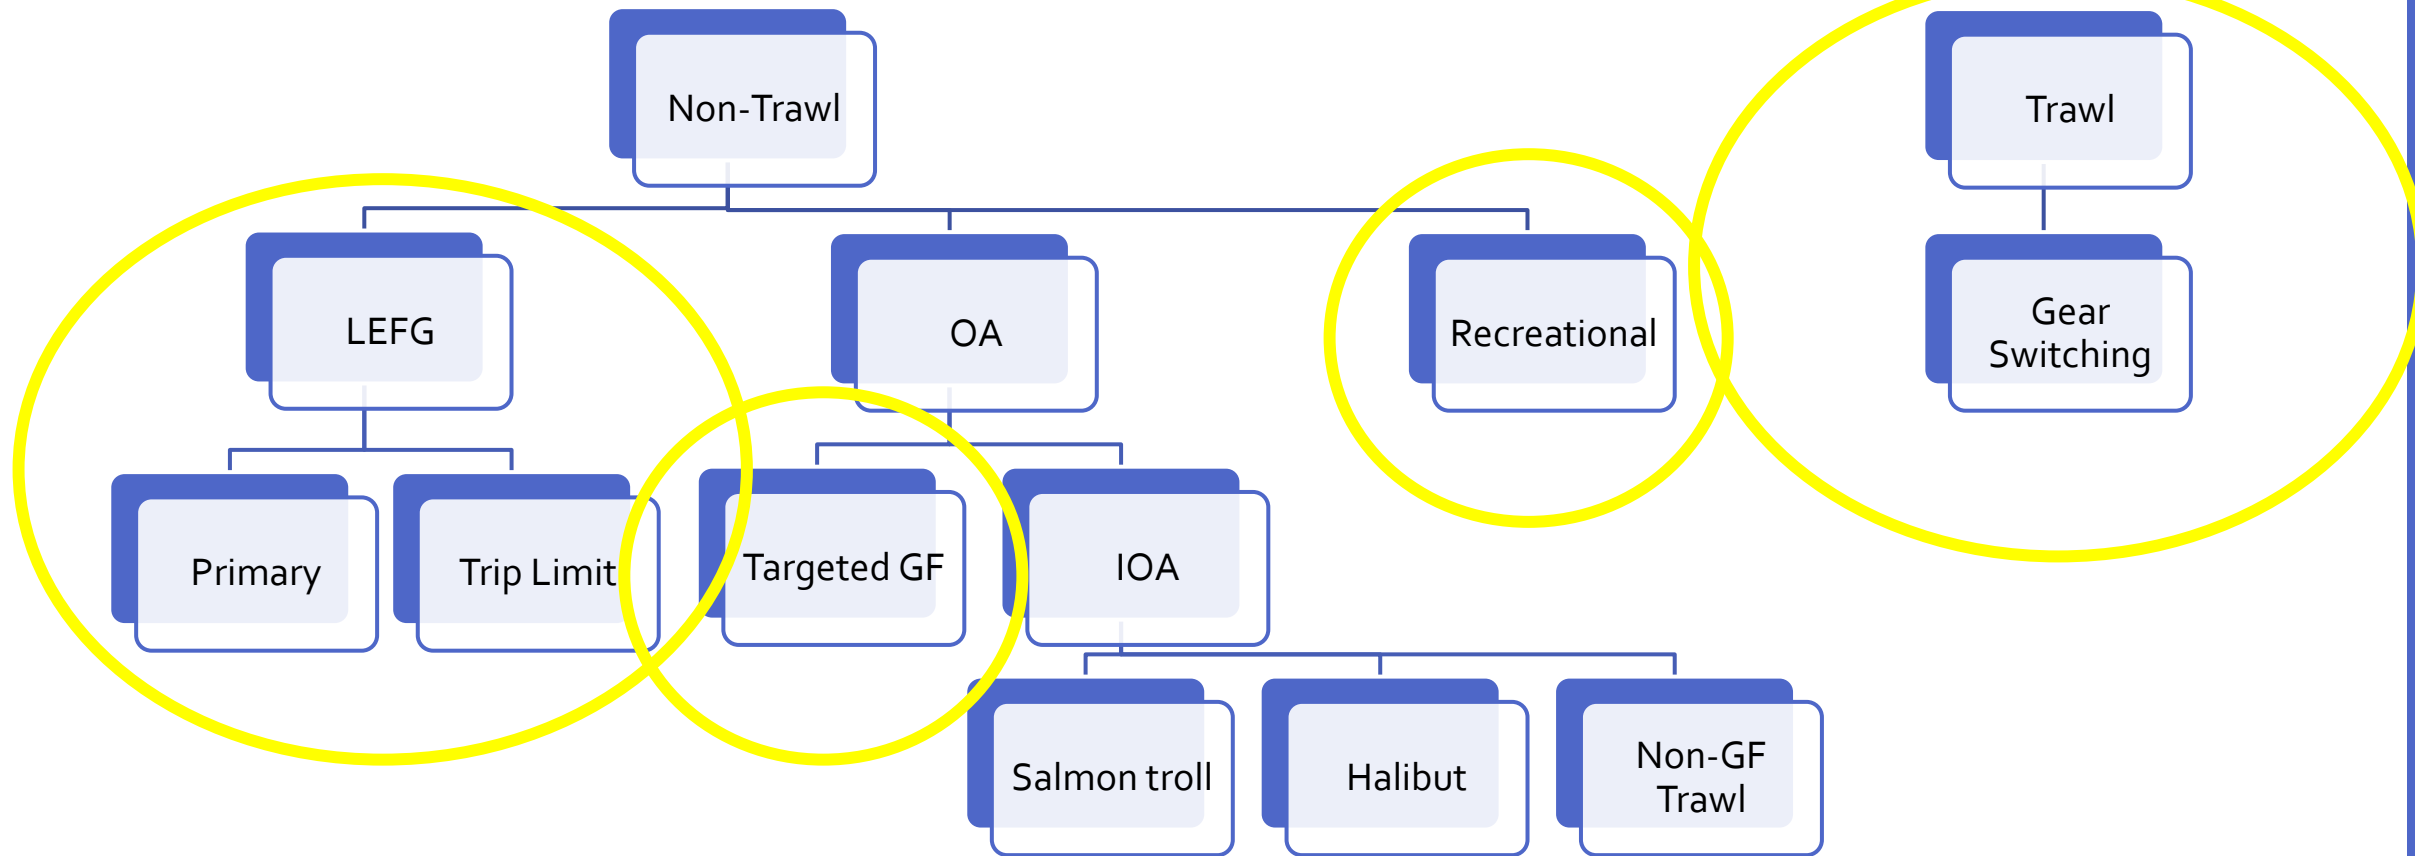 Non-Trawl
Trawl
LEFG
OA
Recreational
Gear
Switching
Primary
Trip Limit
Targeted GF
IOA
Salmon troll
Halibut
Non-GF
Trawl